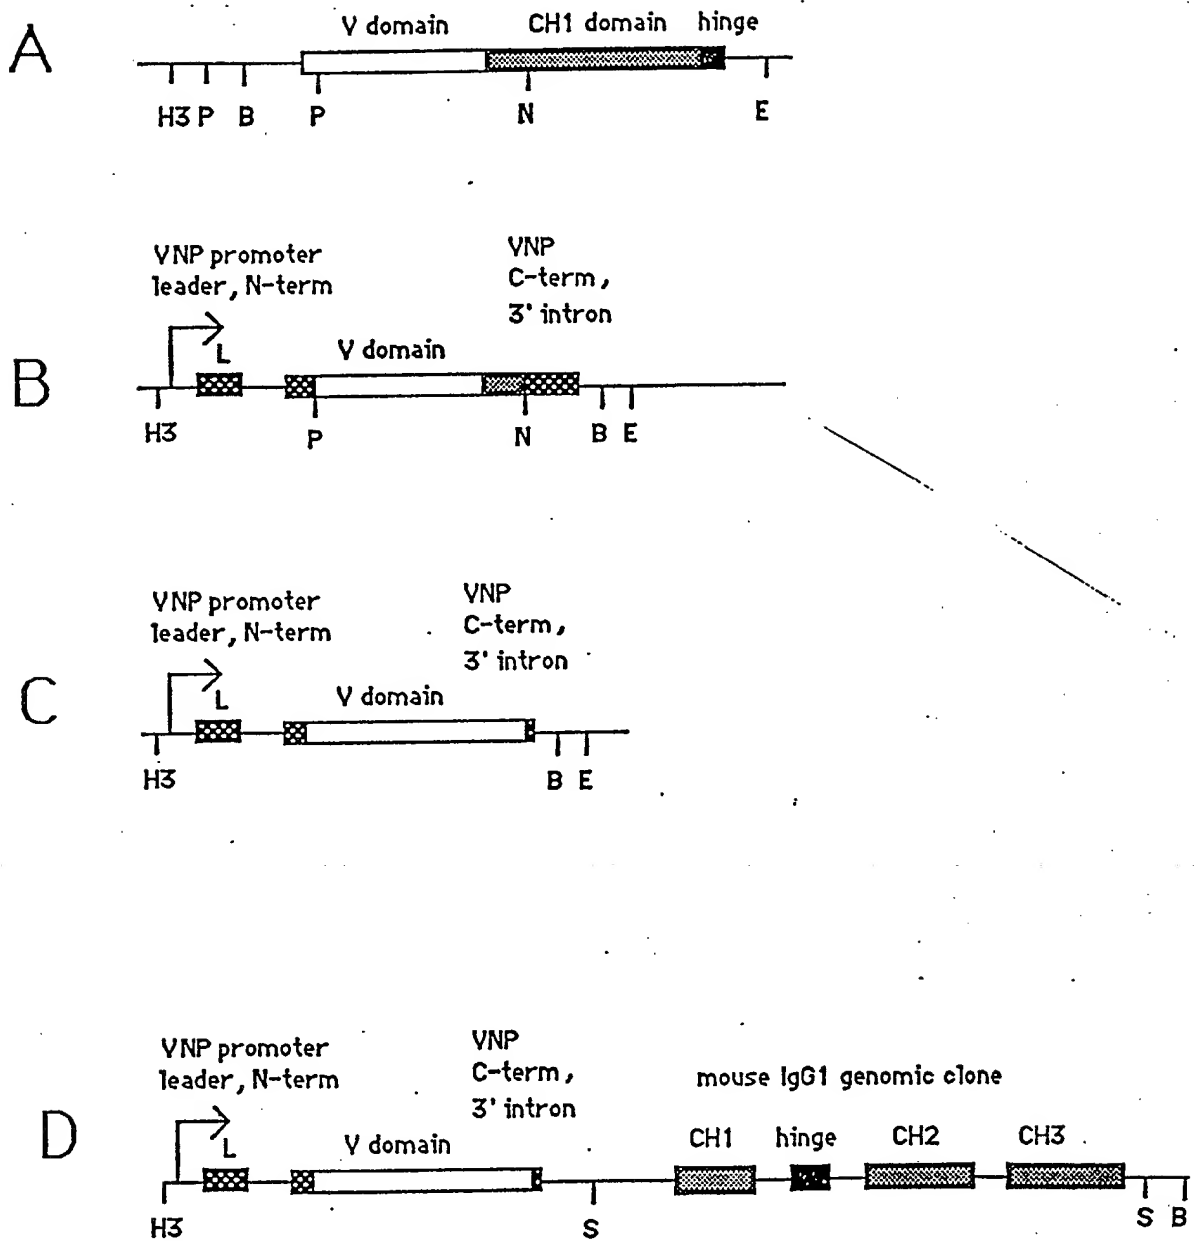 A
V domain CH1 domain hinge
H3 P B P N E
B
VNP promoter
leader, N-term
VNP
C-term,
3' intron
L
V domain
H3 P N B E
C
VNP promoter
leader, N-term
VNP
C-term,
3' intron
L
V domain
H3 B E
D
VNP promoter
leader, N-term
VNP
C-term,
3' intron
mouse IgG1 genomic clone
L
V domain
CH1 hinge CH2 CH3
H3 S S B